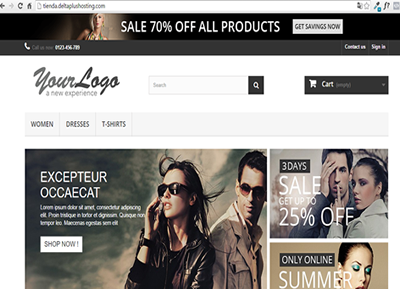 tienda.deltaplushosting.com
SALE 70% OFF ALL PRODUCTS
GET SAVINGS NOW
Call us now: 0123-456-789
Contact us
Sign in
YourLogo
a new experience
Search
Cart (empty)
WOMEN
DRESSES
T-SHIRTS
EXCEPTEUR
OCCAECAT
Lorem ipsum dolor sit amet, consectetur adipiscing
elit. Proin tristique in tortor et dignissim. Quisque non
tempor leo. Maecenas egestas sem elit
SHOP NOW !
3 DAYS
SALE
GET UP TO
25% OFF
ONLY ONLINE
SUMMER